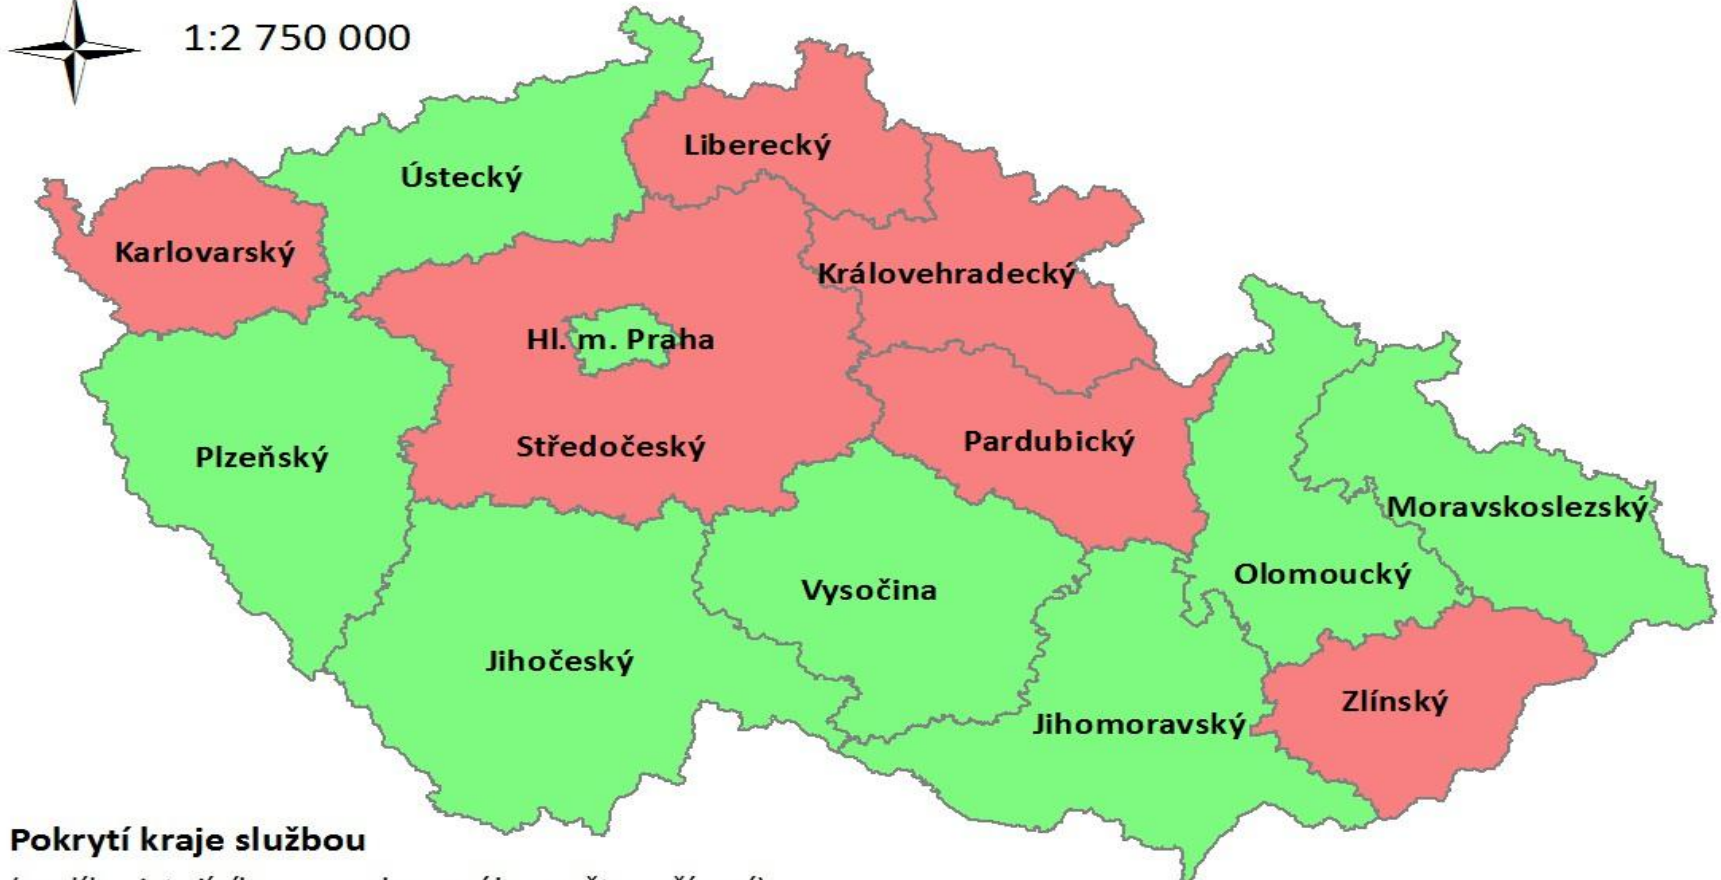 1:2 750 000
Liberecký
Ústecký
Karlovarský
Královehradecký
Hl. m. Praha
Středočeský
Pardubický
Plzeňský
Moravskoslezský
Olomoucký
Vysočina
Jihočeský
Zlínský
Jihomoravský
Pokrytí kraje službou